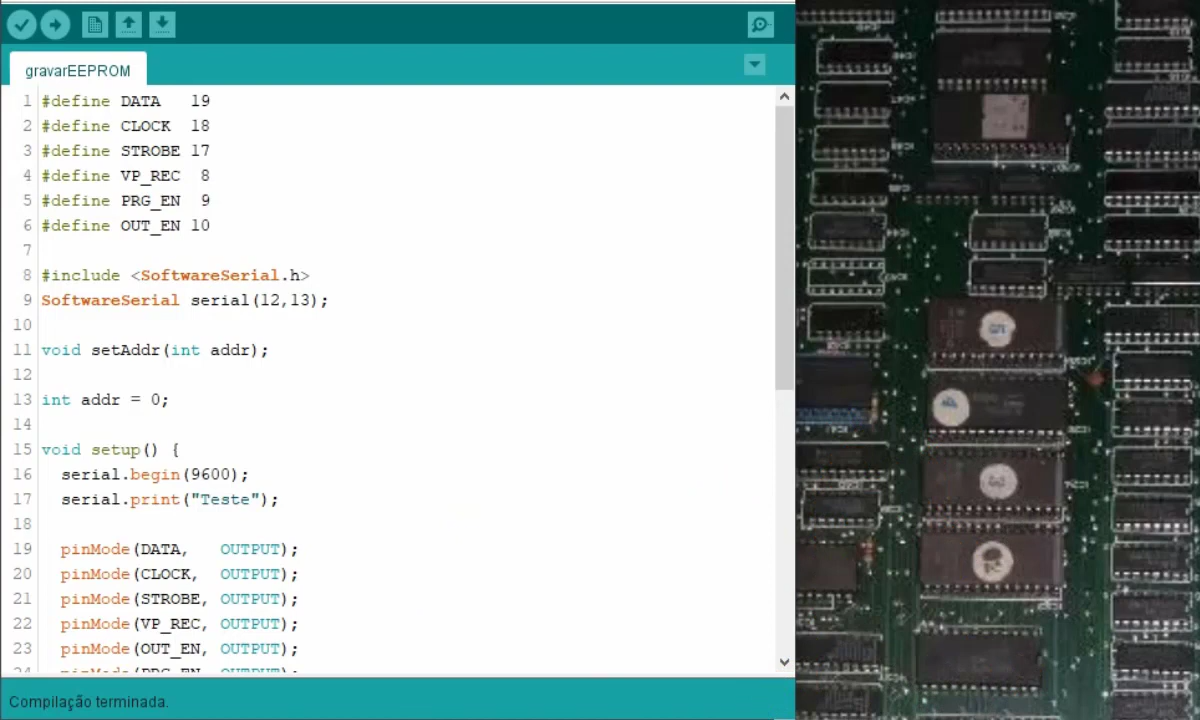 gravarEEPROM
1 #define DATA 19
2 #define CLOCK 18
3 #define STROBE 17
4 #define VP_REC 8
5 #define PRG_EN 9
6 #define OUT_EN 10
7
8 #include <SoftwareSerial.h>
9 SoftwareSerial serial(12,13);
10
11 void setAddr(int addr);
12
13 int addr = 0;
14
15 void setup() {
16 serial.begin(9600);
17 serial.print("Teste");
18
19 pinMode(DATA, OUTPUT);
20 pinMode(CLOCK, OUTPUT);
21 pinMode(STROBE, OUTPUT);
22 pinMode(VP_REC, OUTPUT);
23 pinMode(OUT_EN, OUTPUT);
24 pinMode(PRG_EN, OUTPUT);
Compilação terminada.